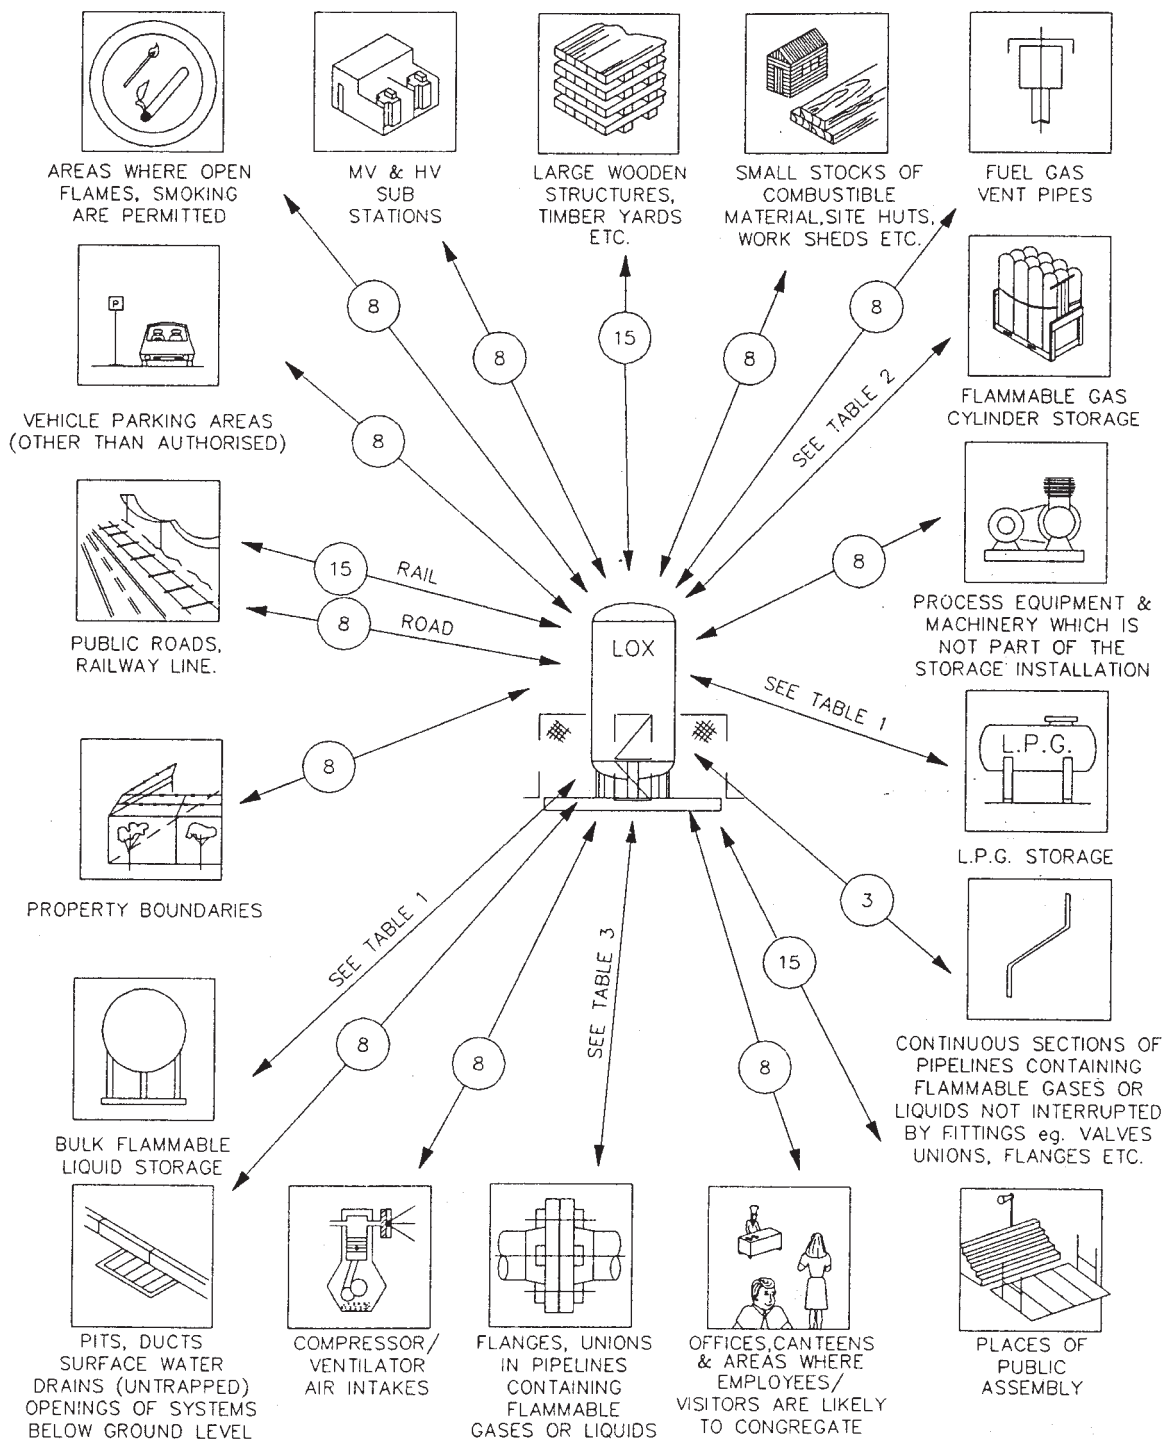 AREAS WHERE OPEN
FLAMES, SMOKING
ARE PERMITTED
MV & HV
SUB
STATIONS
LARGE WOODEN
STRUCTURES,
TIMBER YARDS
ETC.
SMALL STOCKS OF
COMBUSTIBLE
MATERIAL,SITE HUTS,
WORK SHEDS ETC.
FUEL GAS
VENT PIPES
8
8
15
8
8
P
VEHICLE PARKING AREAS
(OTHER THAN AUTHORISED)
8
SEE TABLE 2
FLAMMABLE GAS
CYLINDER STORAGE
15
RAIL
8
ROAD
PUBLIC ROADS,
RAILWAY LINE.
8
PROCESS EQUIPMENT &
MACHINERY WHICH IS
NOT PART OF THE
STORAGE INSTALLATION
LOX
SEE TABLE 1
L.P.G.
L.P.G. STORAGE
8
PROPERTY BOUNDARIES
SEE TABLE 1
BULK FLAMMABLE
LIQUID STORAGE
3
CONTINUOUS SECTIONS OF
PIPELINES CONTAINING
FLAMMABLE GASES OR
LIQUIDS NOT INTERRUPTED
BY FITTINGS eg. VALVES
UNIONS, FLANGES ETC.
8
8
SEE TABLE 3
8
15
PITS, DUCTS
SURFACE WATER
DRAINS (UNTRAPPED)
OPENINGS OF SYSTEMS
BELOW GROUND LEVEL
COMPRESSOR/
VENTILATOR
AIR INTAKES
FLANGES, UNIONS
IN PIPELINES
CONTAINING
FLAMMABLE
GASES OR LIQUIDS
OFFICES,CANTEENS
& AREAS WHERE
EMPLOYEES/
VISITORS ARE LIKELY
TO CONGREGATE
PLACES OF
PUBLIC
ASSEMBLY